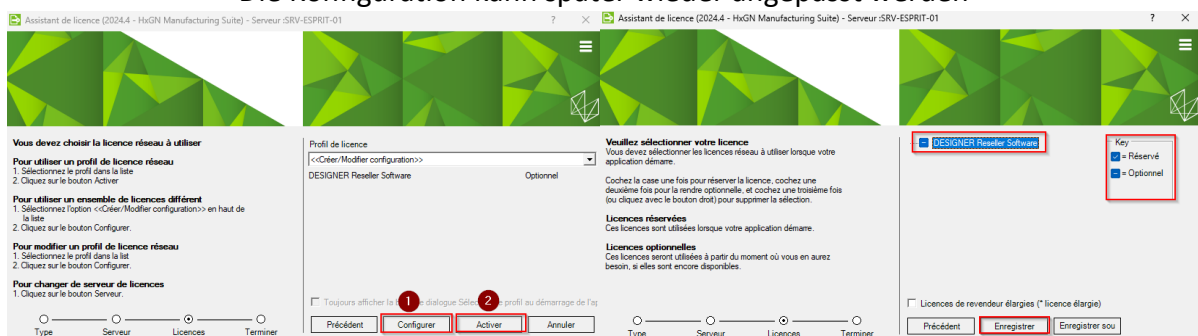 Die Konfiguration kann später wieder angepasst werden
Assistant de licence (2024.4 - HxGN Manufacturing Suite) - Serveur :SRV-ESPRIT-01
? ×
Vous devez choisir la licence réseau à utiliser
Pour utiliser un profil de licence réseau
1. Sélectionnez le profil dans la liste
2. Cliquez sur le bouton Activer
Pour utiliser un ensemble de licences différent
1. Sélectionnez l'option <<Créer/Modifier configuration>> en haut de
la liste
2. Cliquez sur le bouton Configurer.
Pour modifier un profil de licence réseau
1. Sélectionnez le profil dans la list
2. Cliquez sur le bouton Configurer.
Pour changer de serveur de licences
1. Cliquez sur le bouton Serveur.
Type Serveur Licences Terminer
Profil de licence
<<Créer/Modifier configuration>>
DESIGNER Reseller Software Optionnel
Toujours afficher la b dialogue Séle profil au démarrage de l'ap
1 2
Précédent Configurer Activer Annuler
Assistant de licence (2024.4 - HxGN Manufacturing Suite) - Serveur :SRV-ESPRIT-01
? ×
Veuillez sélectionner votre licence
Vous devez sélectionner les licences réseau à utiliser lorsque votre
application démarre.
Cochez la case une fois pour réserver la licence, cochez une
deuxième fois pour la rendre optionnelle, et cochez une troisième fois
(ou cliquez avec le bouton droit) pour supprimer la sélection.
Licences réservées
Ces licences sont utilisées lorsque votre application démarre.
Licences optionnelles
Ces licences seront utilisées à partir du moment où vous en aurez
besoin, si elles sont encore disponibles.
Type Serveur Licences Terminer
DESIGNER Reseller Software
Key
= Réservé
= Optionnel
Licences de revendeur élargies (* licence élargie)
Précédent Enregistrer Enregistrer sou